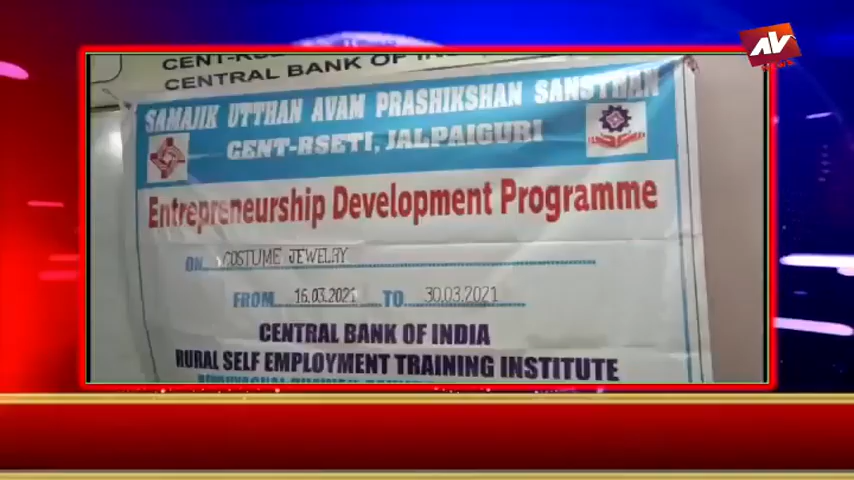 AV
CENTRAL BANK OF
SAMAJIK UTTHAN AVAM PRASHIKSHAN SANSTHAN
CENT-RSETI, JALPAIGURI
Entrepreneurship Development Programme
ON COSTUME JEWELRY
FROM 16.03.2021 TO 30.03.2021
CENTRAL BANK OF INDIA
RURAL SELF EMPLOYMENT TRAINING INSTITUTE